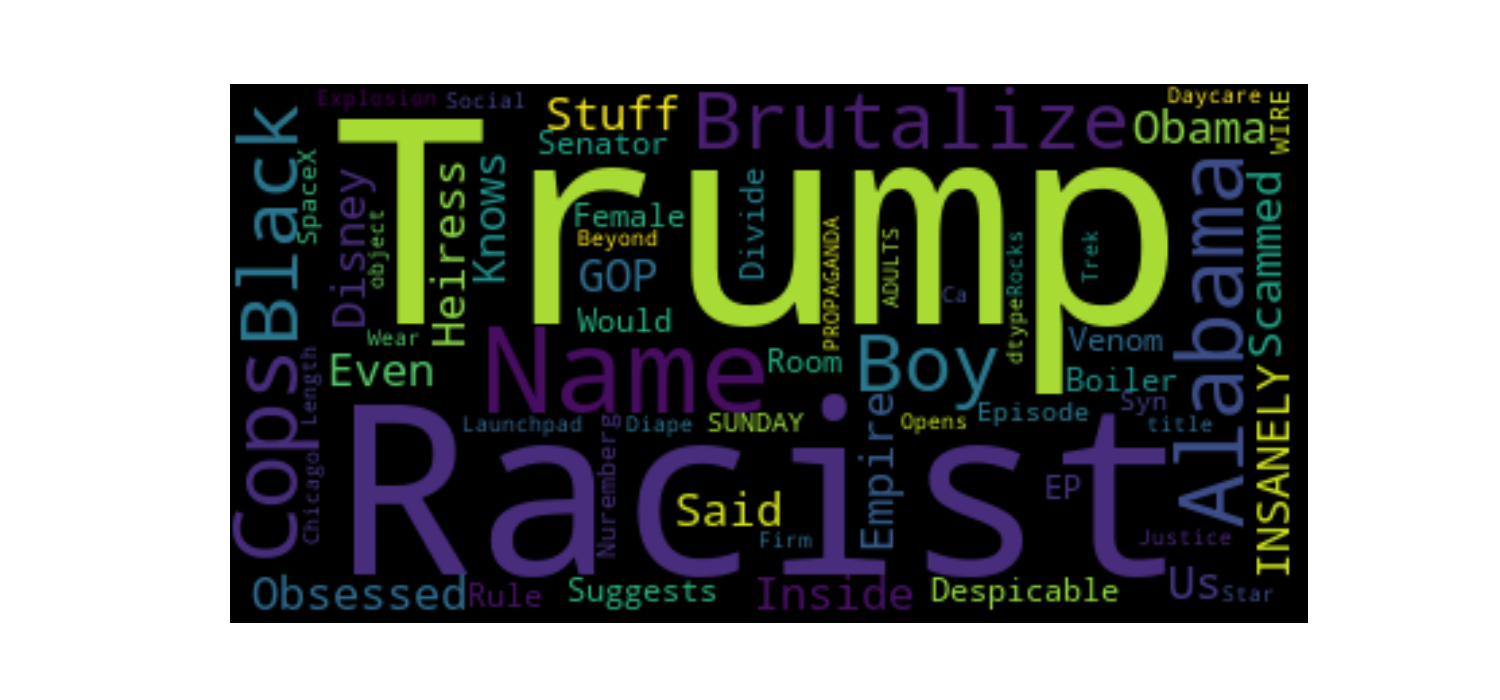 Explosion
Social
Stuff
Brutalize
Daycare
Obama
WIRE
Senator
Black
SpaceX
Trump
Disney
object
Heiress
Knows
Female
Beyond
GOP
Would
Divide
PROPAGANDA
ADULTS
Ca
dtype
Rocks
Trek
Alabama
Scammed
Wear
Even
Name
Room
Boy
Venom
Boiler
Cops
Length
Chicago
Launchpad
Nuremberg
Diape
SUNDAY
Empire
Opens
Episode
Syn
title
INSANELY
Racist
Said
Firm
EP
Justice
Obsessed
Rule
Suggests
Inside
Despicable
Us
Star